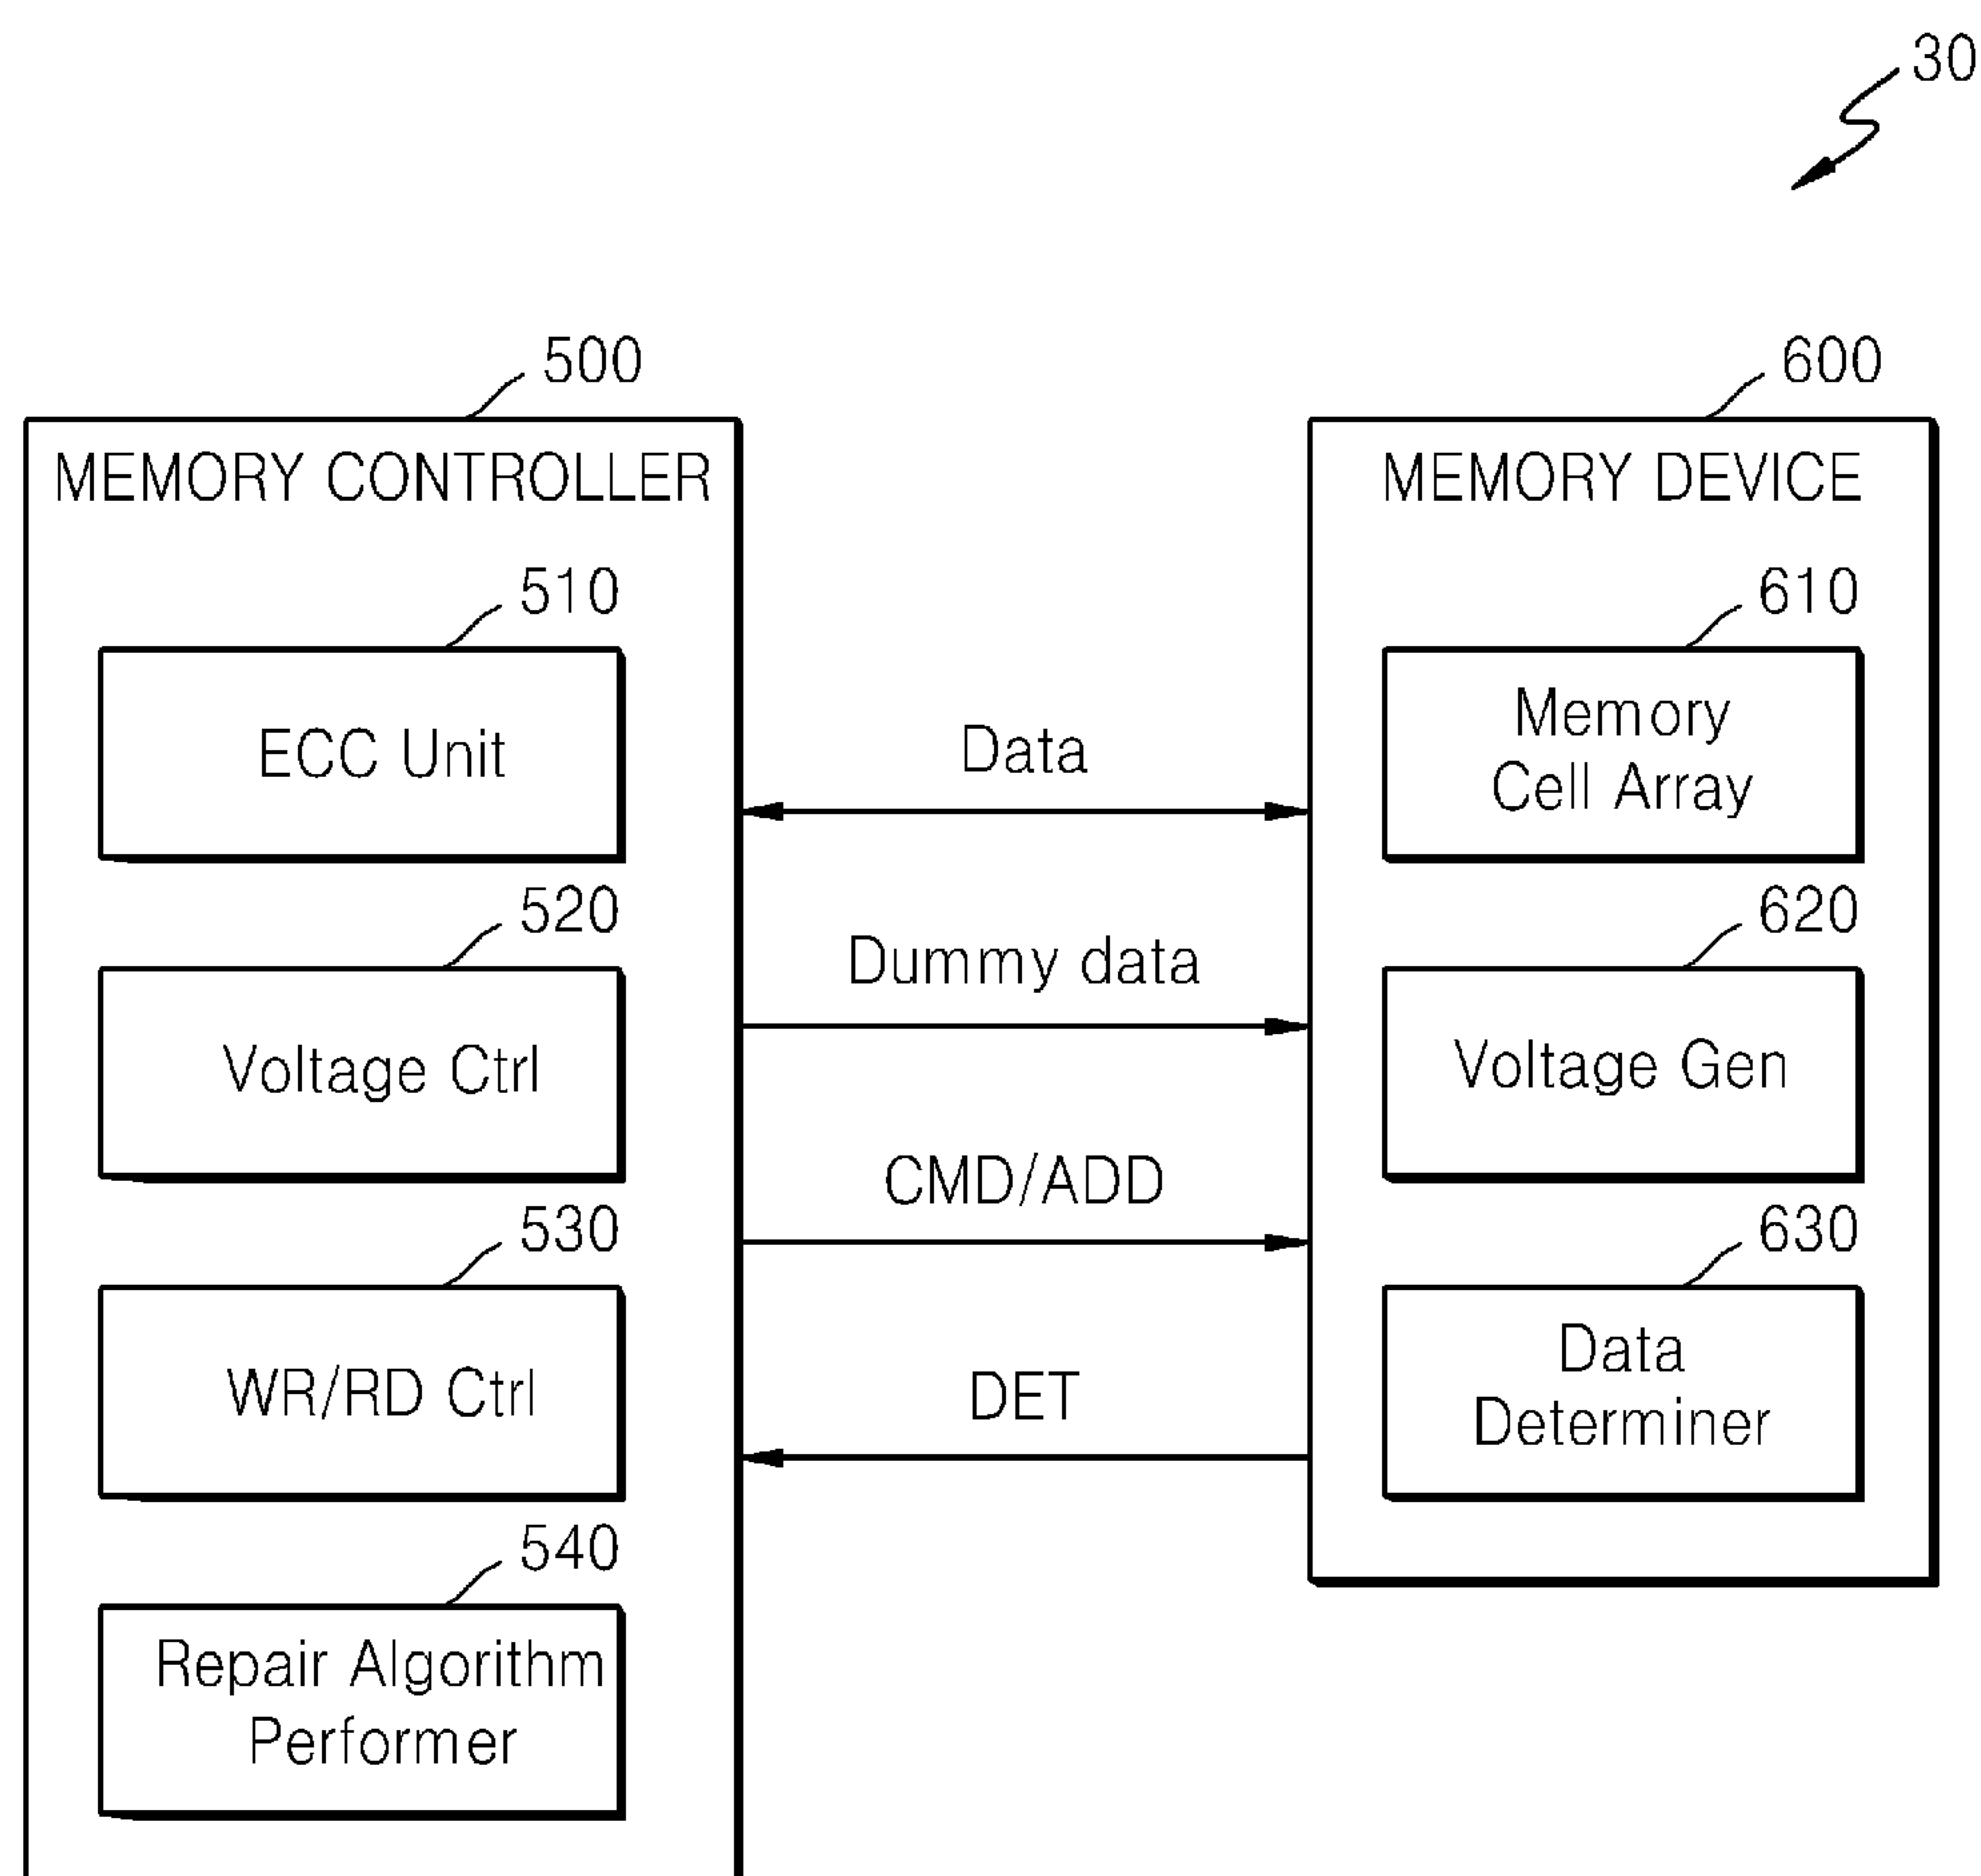 30
500
600
MEMORY CONTROLLER
MEMORY DEVICE
510
ECC Unit
520
Voltage Ctrl
530
WR/RD Ctrl
540
Repair Algorithm
Performer
Data
Dummy data
CMD/ADD
DET
610
Memory
Cell Array
620
Voltage Gen
630
Data
Determiner